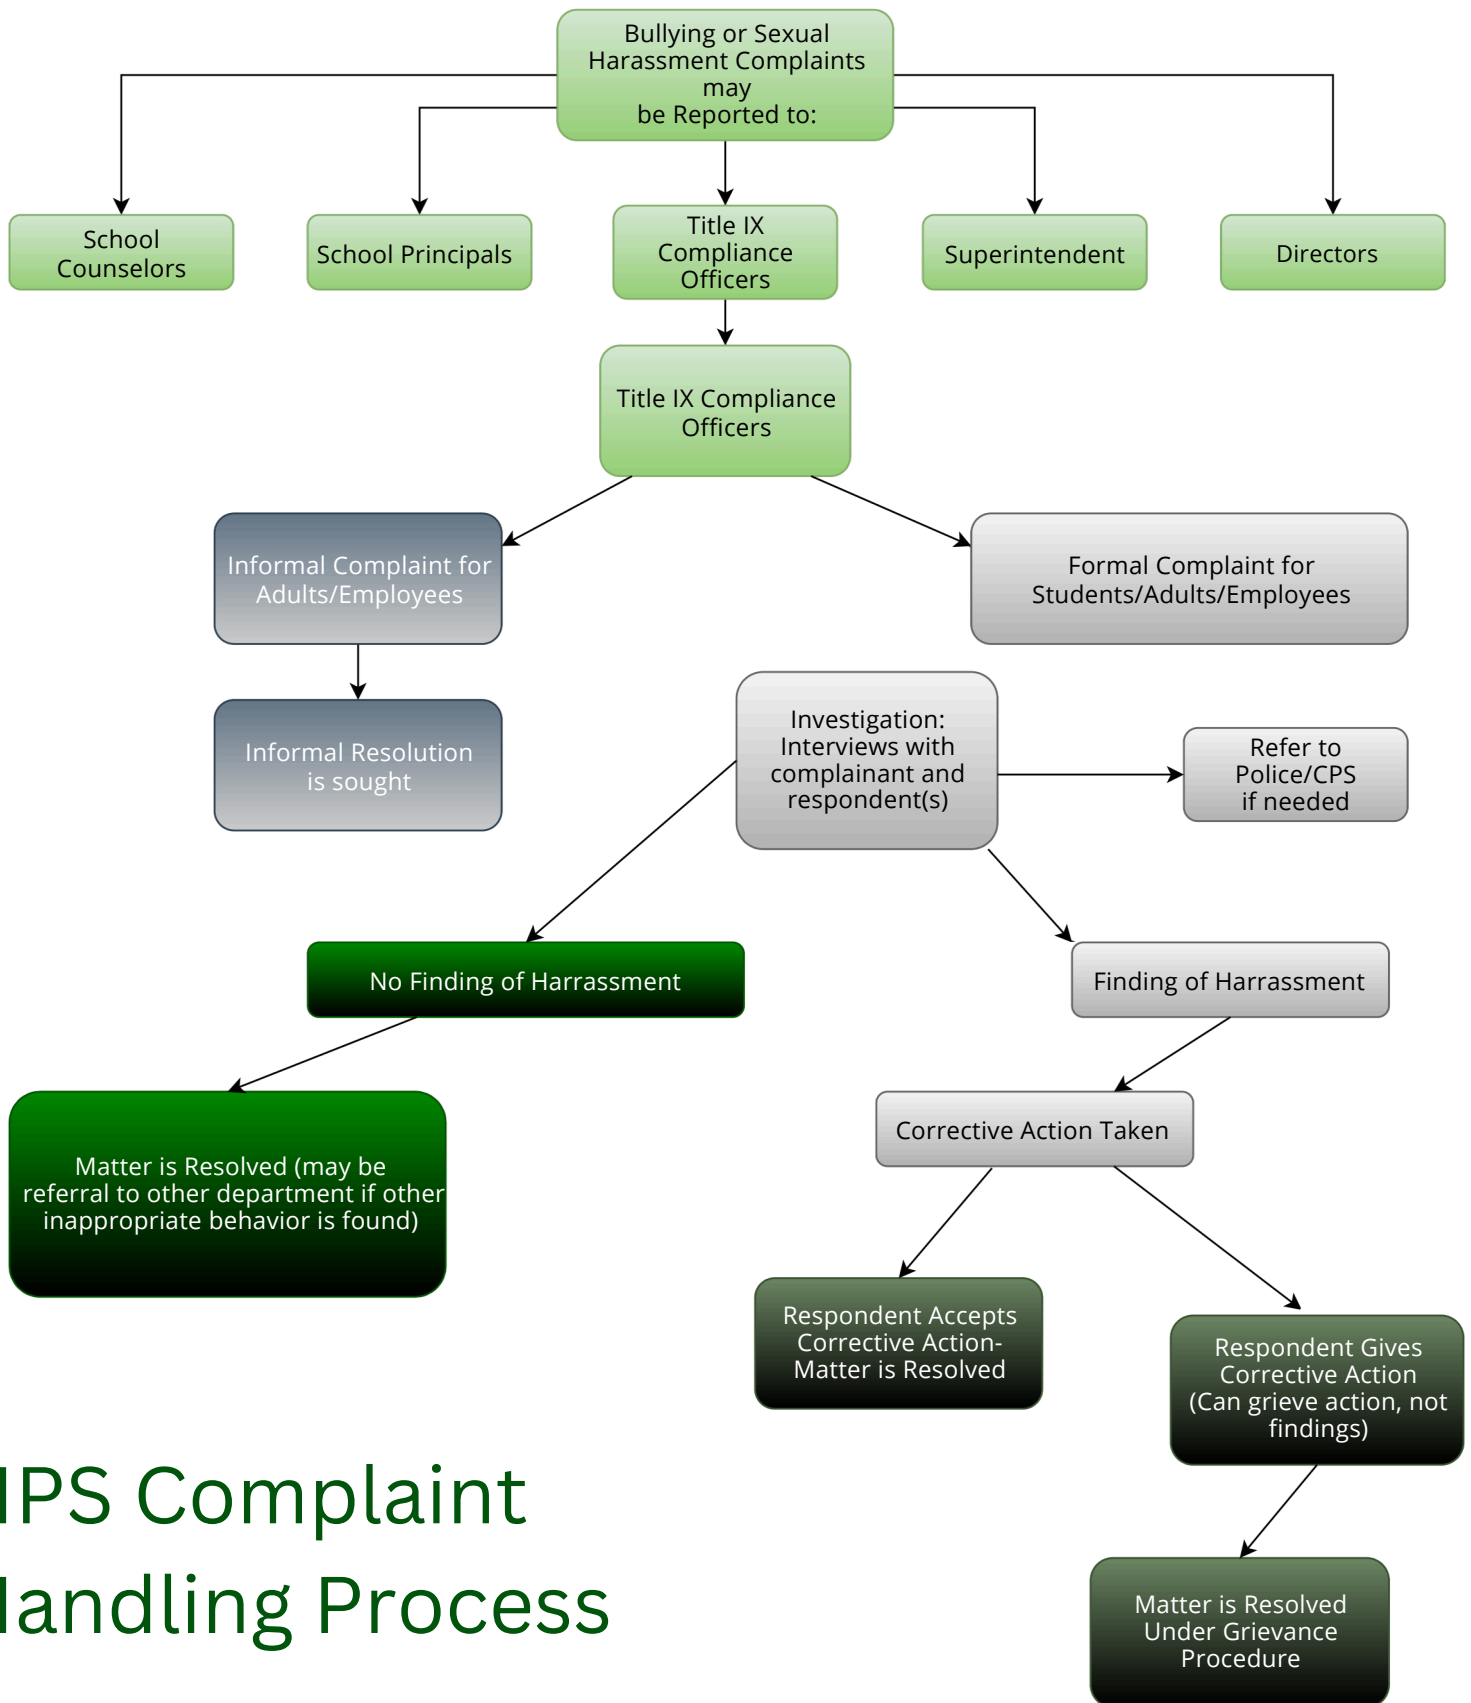 Bullying or Sexual
Harassment Complaints
may
be Reported to:
School
Counselors
School Principals
Title IX
Compliance
Officers
Superintendent
Directors
Title IX Compliance
Officers
Informal Complaint for
Adults/Employees
Formal Complaint for
Students/Adults/Employees
Informal Resolution
is sought
Investigation:
Interviews with
complainant and
respondent(s)
Refer to
Police/CPS
if needed
No Finding of Harrassment
Finding of Harrassment
Matter is Resolved (may be
referral to other department if other
inappropriate behavior is found)
Corrective Action Taken
Respondent Accepts
Corrective Action-
Matter is Resolved
Respondent Gives
Corrective Action
(Can grieve action, not
findings)
Matter is Resolved
Under Grievance
Procedure
Complaint
Process